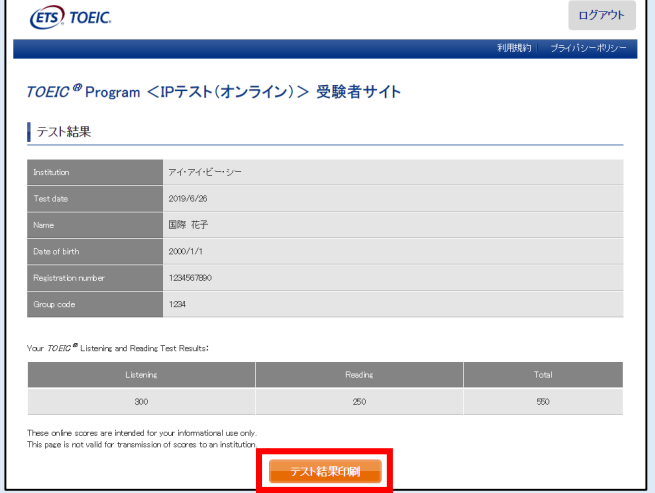 ETS TOEIC.
ログアウト
利用規約 プライバシーポリシー
TOEIC® Program <IPテスト(オンライン)> 受験者サイト
テスト結果
Institution アイ・アイ・ビー・シー
Test date 2019/6/26
Name 国際 花子
Date of birth 2000/1/1
Registration number 1234567890
Group code 1234
Your TOEIC® Listening and Reading Test Results:
Listening Reading Total
300 250 550
These online scores are intended for your informational use only.
This page is not valid for transmission of scores to an institution.
テスト結果印刷